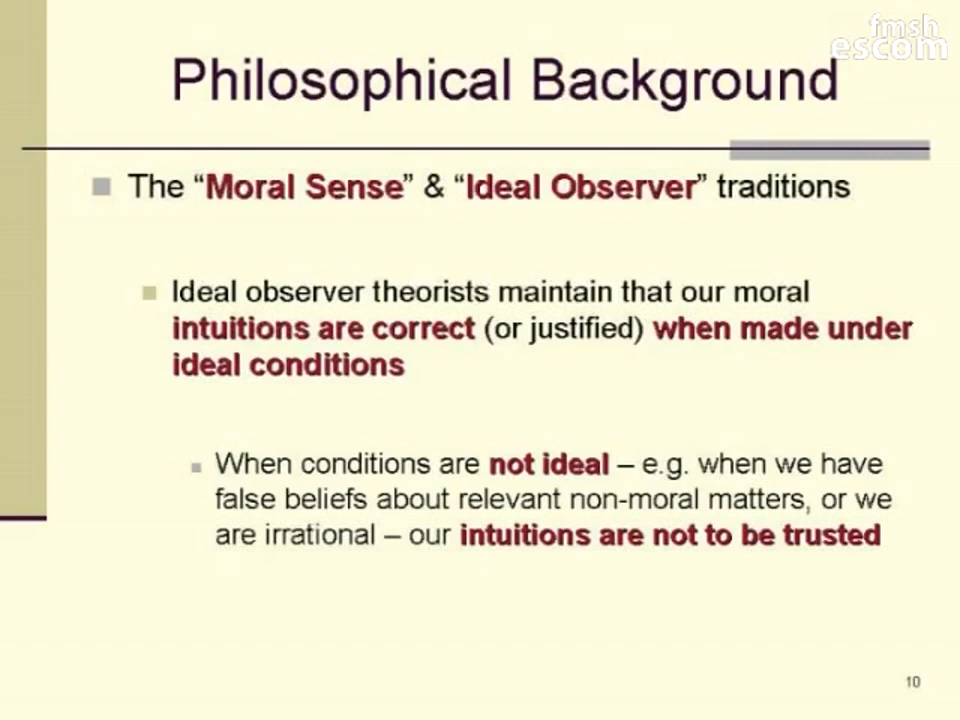 fmsh
escom
Philosophical Background
The “Moral Sense” & “Ideal Observer” traditions
Ideal observer theorists maintain that our moral
intuitions are correct (or justified) when made under
ideal conditions
When conditions are not ideal – e.g. when we have
false beliefs about relevant non-moral matters, or we
are irrational – our intuitions are not to be trusted
10